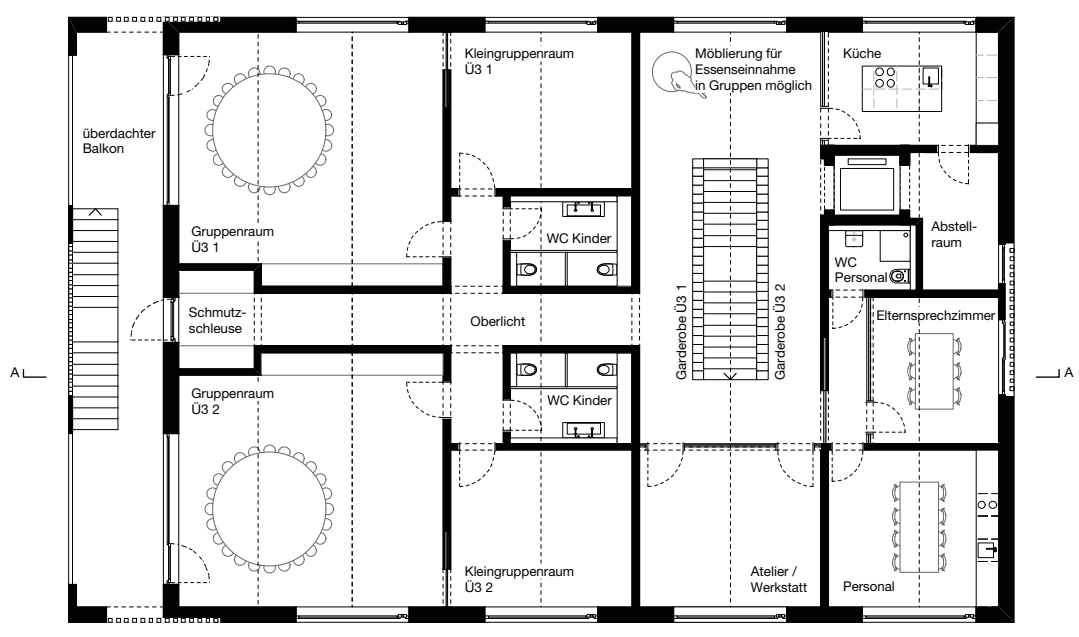 Kleingruppenraum
Ü3 1
Möblierung für
Essenseinnahme
in Gruppen möglich
Küche
überdachter
Balkon
Gruppenraum
Ü3 1
WC Kinder
Abstell-
raum
WC
Personal
Schmutz-
schleuse
Oberlicht
Garderobe Ü3 1
Garderobe Ü3 2
Elternsprechzimmer
A
A
Gruppenraum
Ü3 2
WC Kinder
Kleingruppenraum
Ü3 2
Atelier /
Werkstatt
Personal